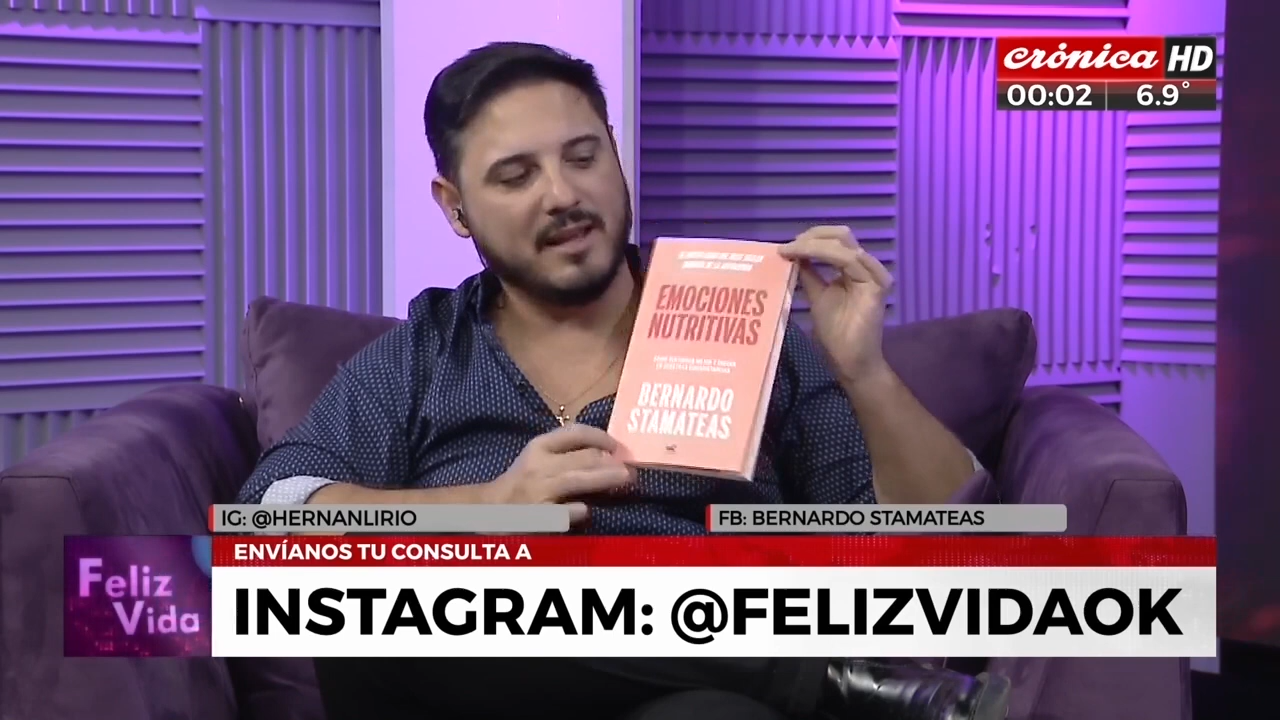 crónica HD
00:02 6.9°
EMOCIONES
NUTRITIVAS
BERNARDO
STAMATEAS
IG: @HERNANLIRIO
FB: BERNARDO STAMATEAS
ENVÍANOS TU CONSULTA A
Feliz
Vida
INSTAGRAM: @FELIZVIDAOK